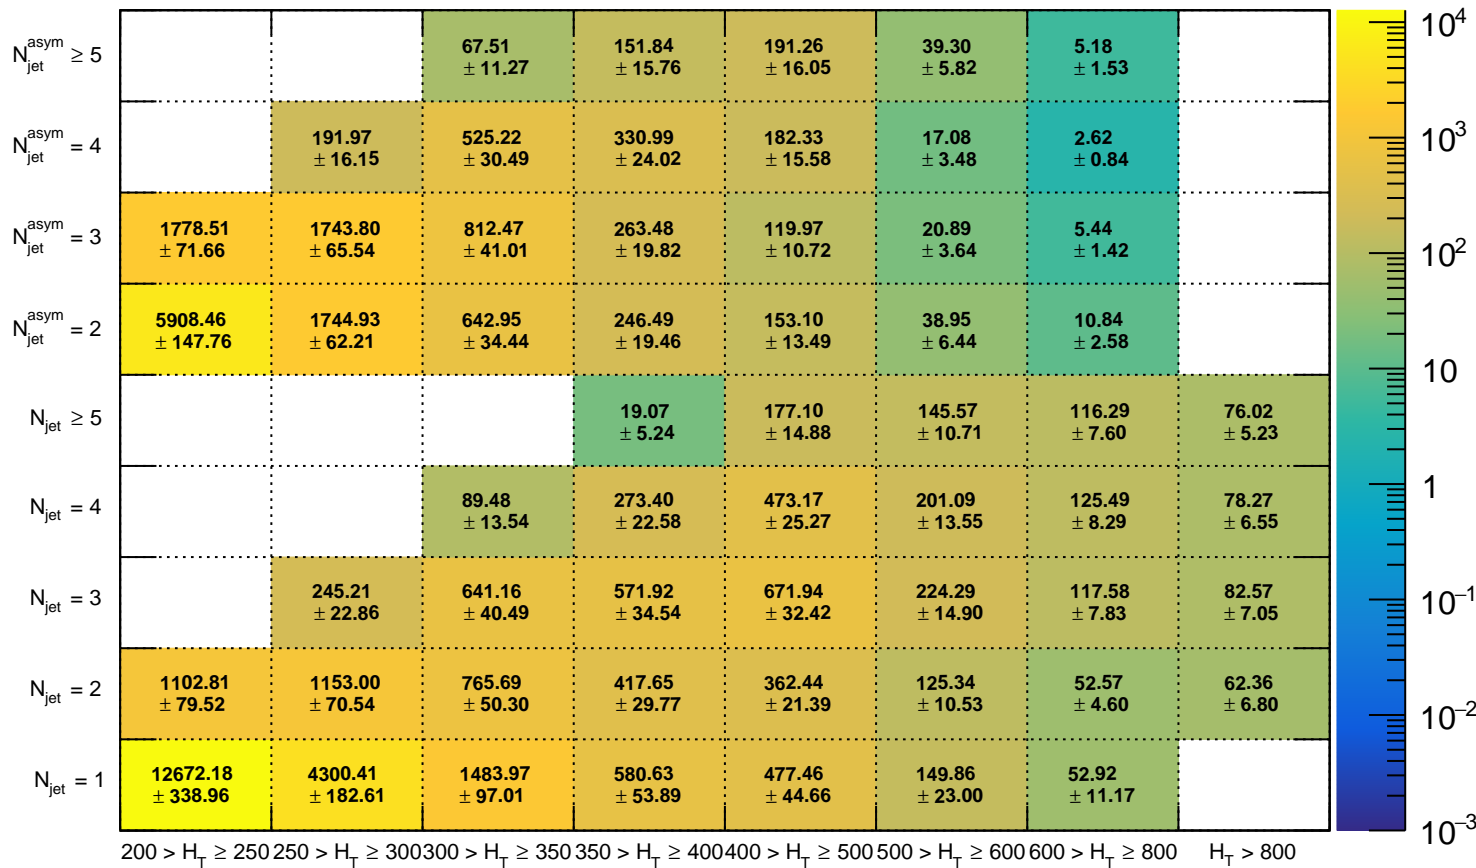 N_jet^asym ≥ 5
67.51 151.84 191.26 39.30 5.18
± 11.27 ± 15.76 ± 16.05 ± 5.82 ± 1.53
N_jet^asym = 4
191.97 525.22 330.99 182.33 17.08 2.62
± 16.15 ± 30.49 ± 24.02 ± 15.58 ± 3.48 ± 0.84
N_jet^asym = 3
1778.51 1743.80 812.47 263.48 119.97 20.89 5.44
± 71.66 ± 65.54 ± 41.01 ± 19.82 ± 10.72 ± 3.64 ± 1.42
N_jet^asym = 2
5908.46 1744.93 642.95 246.49 153.10 38.95 10.84
± 147.76 ± 62.21 ± 34.44 ± 19.46 ± 13.49 ± 6.44 ± 2.58
N_jet ≥ 5
19.07 177.10 145.57 116.29 76.02
± 5.24 ± 14.88 ± 10.71 ± 7.60 ± 5.23
N_jet = 4
89.48 273.40 473.17 201.09 125.49 78.27
± 13.54 ± 22.58 ± 25.27 ± 13.55 ± 8.29 ± 6.55
N_jet = 3
245.21 641.16 571.92 671.94 224.29 117.58 82.57
± 22.86 ± 40.49 ± 34.54 ± 32.42 ± 14.90 ± 7.83 ± 7.05
N_jet = 2
1102.81 1153.00 765.69 417.65 362.44 125.34 52.57 62.36
± 79.52 ± 70.54 ± 50.30 ± 29.77 ± 21.39 ± 10.53 ± 4.60 ± 6.80
N_jet = 1
12672.18 4300.41 1483.97 580.63 477.46 149.86 52.92
± 338.96 ± 182.61 ± 97.01 ± 53.89 ± 44.66 ± 23.00 ± 11.17
200 > H_T ≥ 250 250 > H_T ≥ 300 300 > H_T ≥ 350 350 > H_T ≥ 400 400 > H_T ≥ 500 500 > H_T ≥ 600 600 > H_T ≥ 800 H_T > 800
10^4
10^3
10^2
10
1
10^−1
10^−2
10^−3